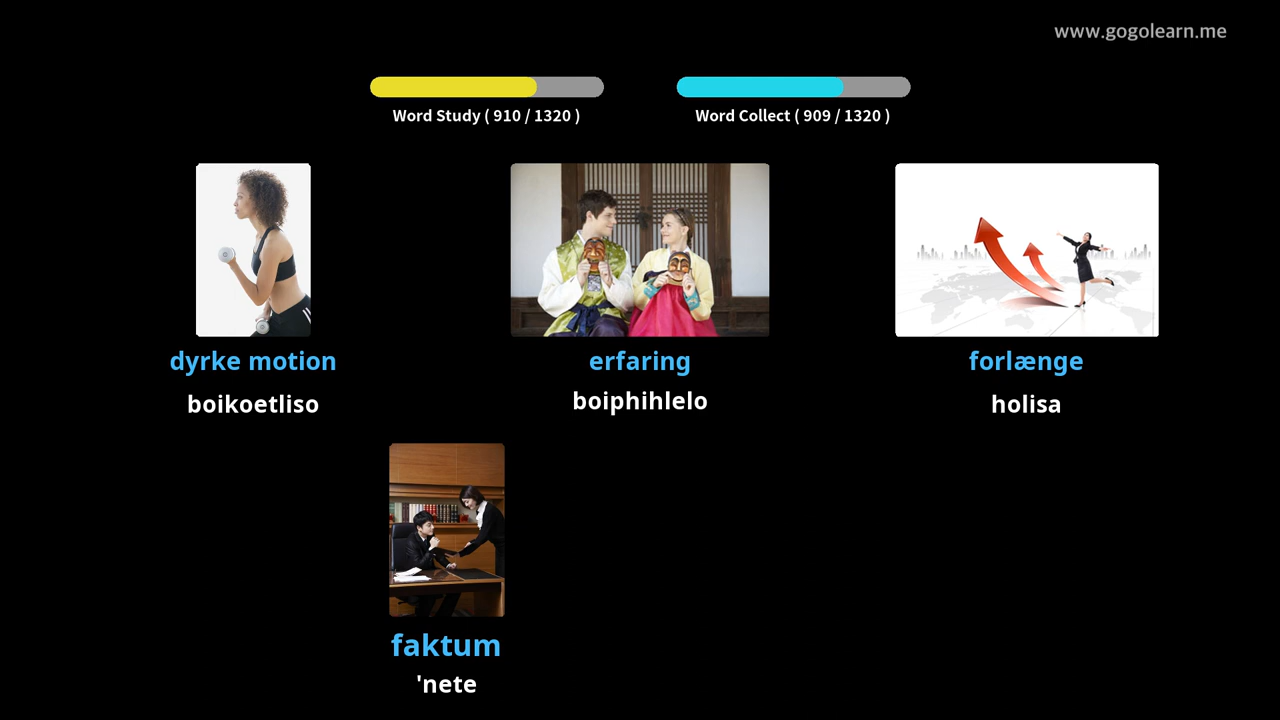 www.gogolearn.me
Word Study ( 910 / 1320 )
Word Collect ( 909 / 1320 )
dyrke motion
boikoetliso
erfaring
boiphihlelo
forlænge
holisa
faktum
'nete